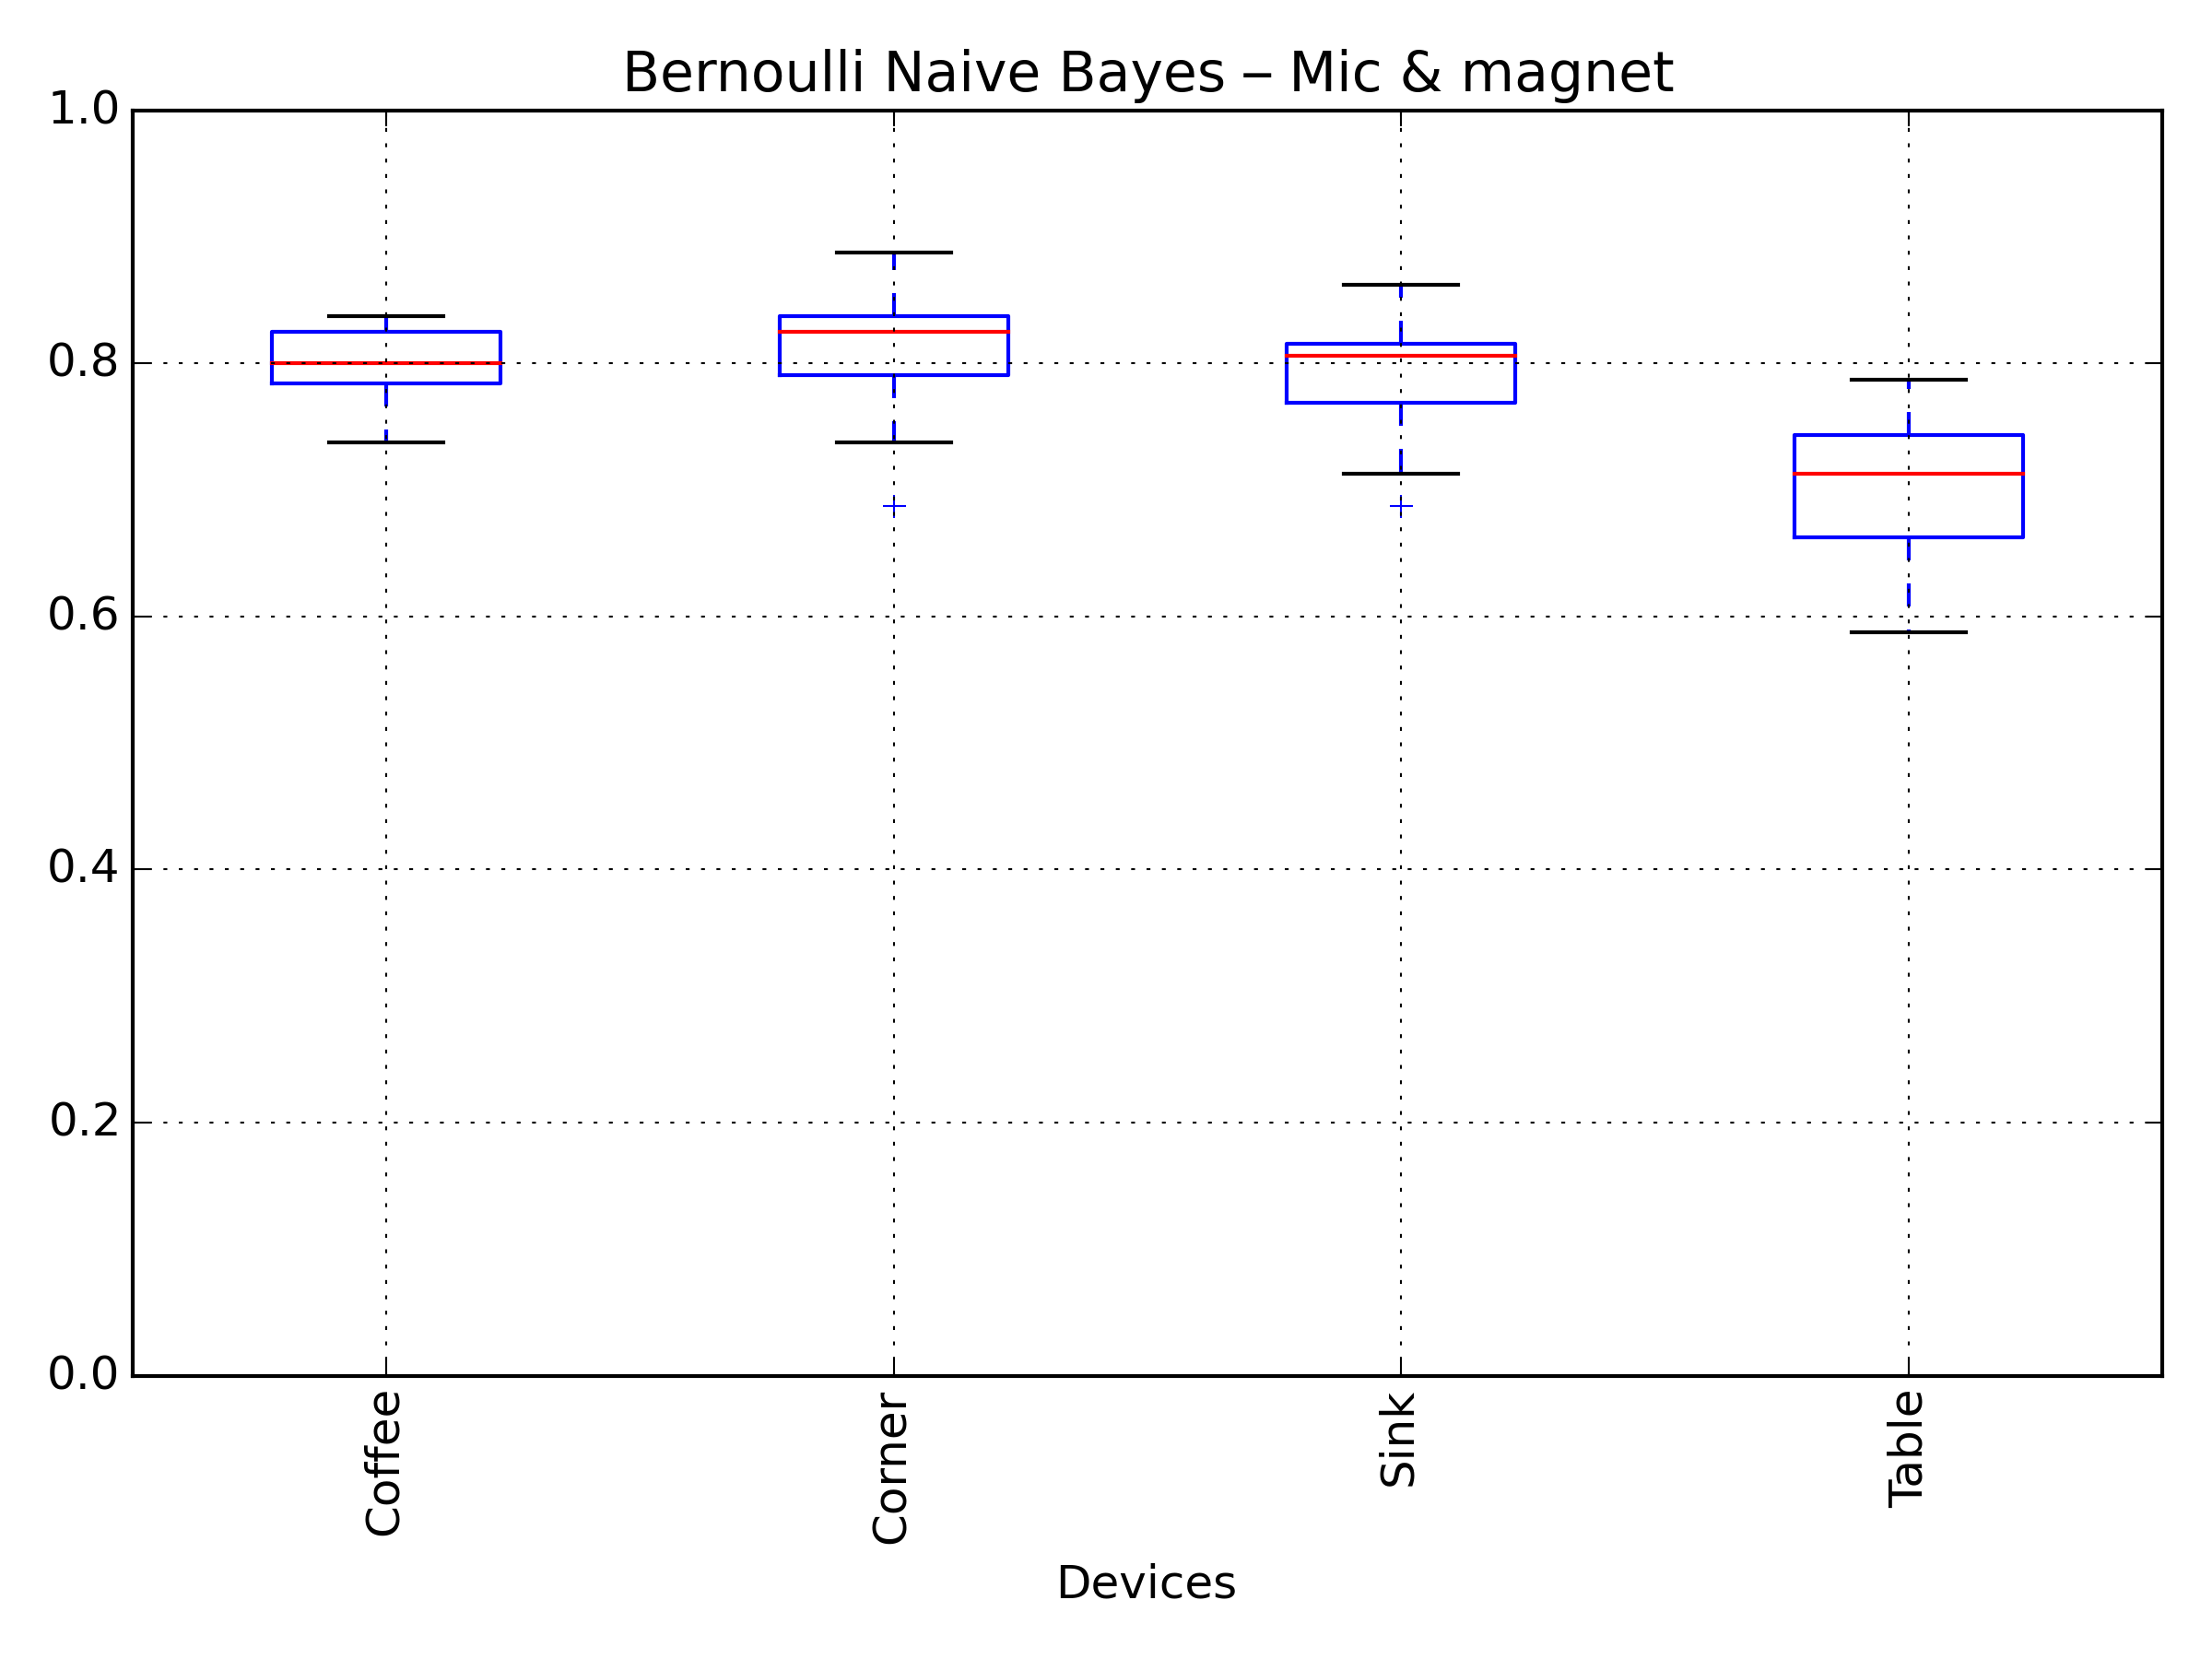 Bernoulli Naive Bayes – Mic & magnet
1.0
0.8
0.6
0.4
0.2
0.0
Coffee
Corner
Sink
Table
Devices